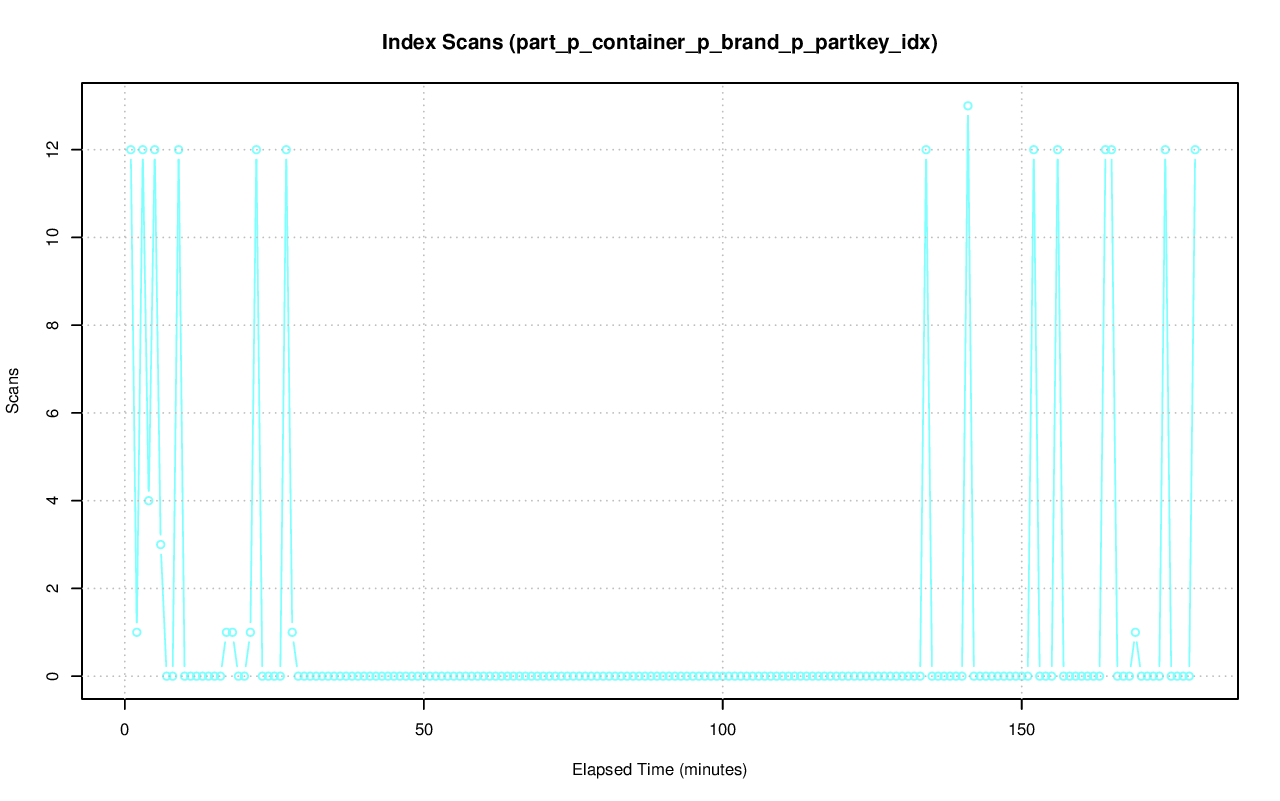 Index Scans (part_p_container_p_brand_p_partkey_idx)
12
10
8
6
4
2
0
Scans
0 50 100 150
Elapsed Time (minutes)